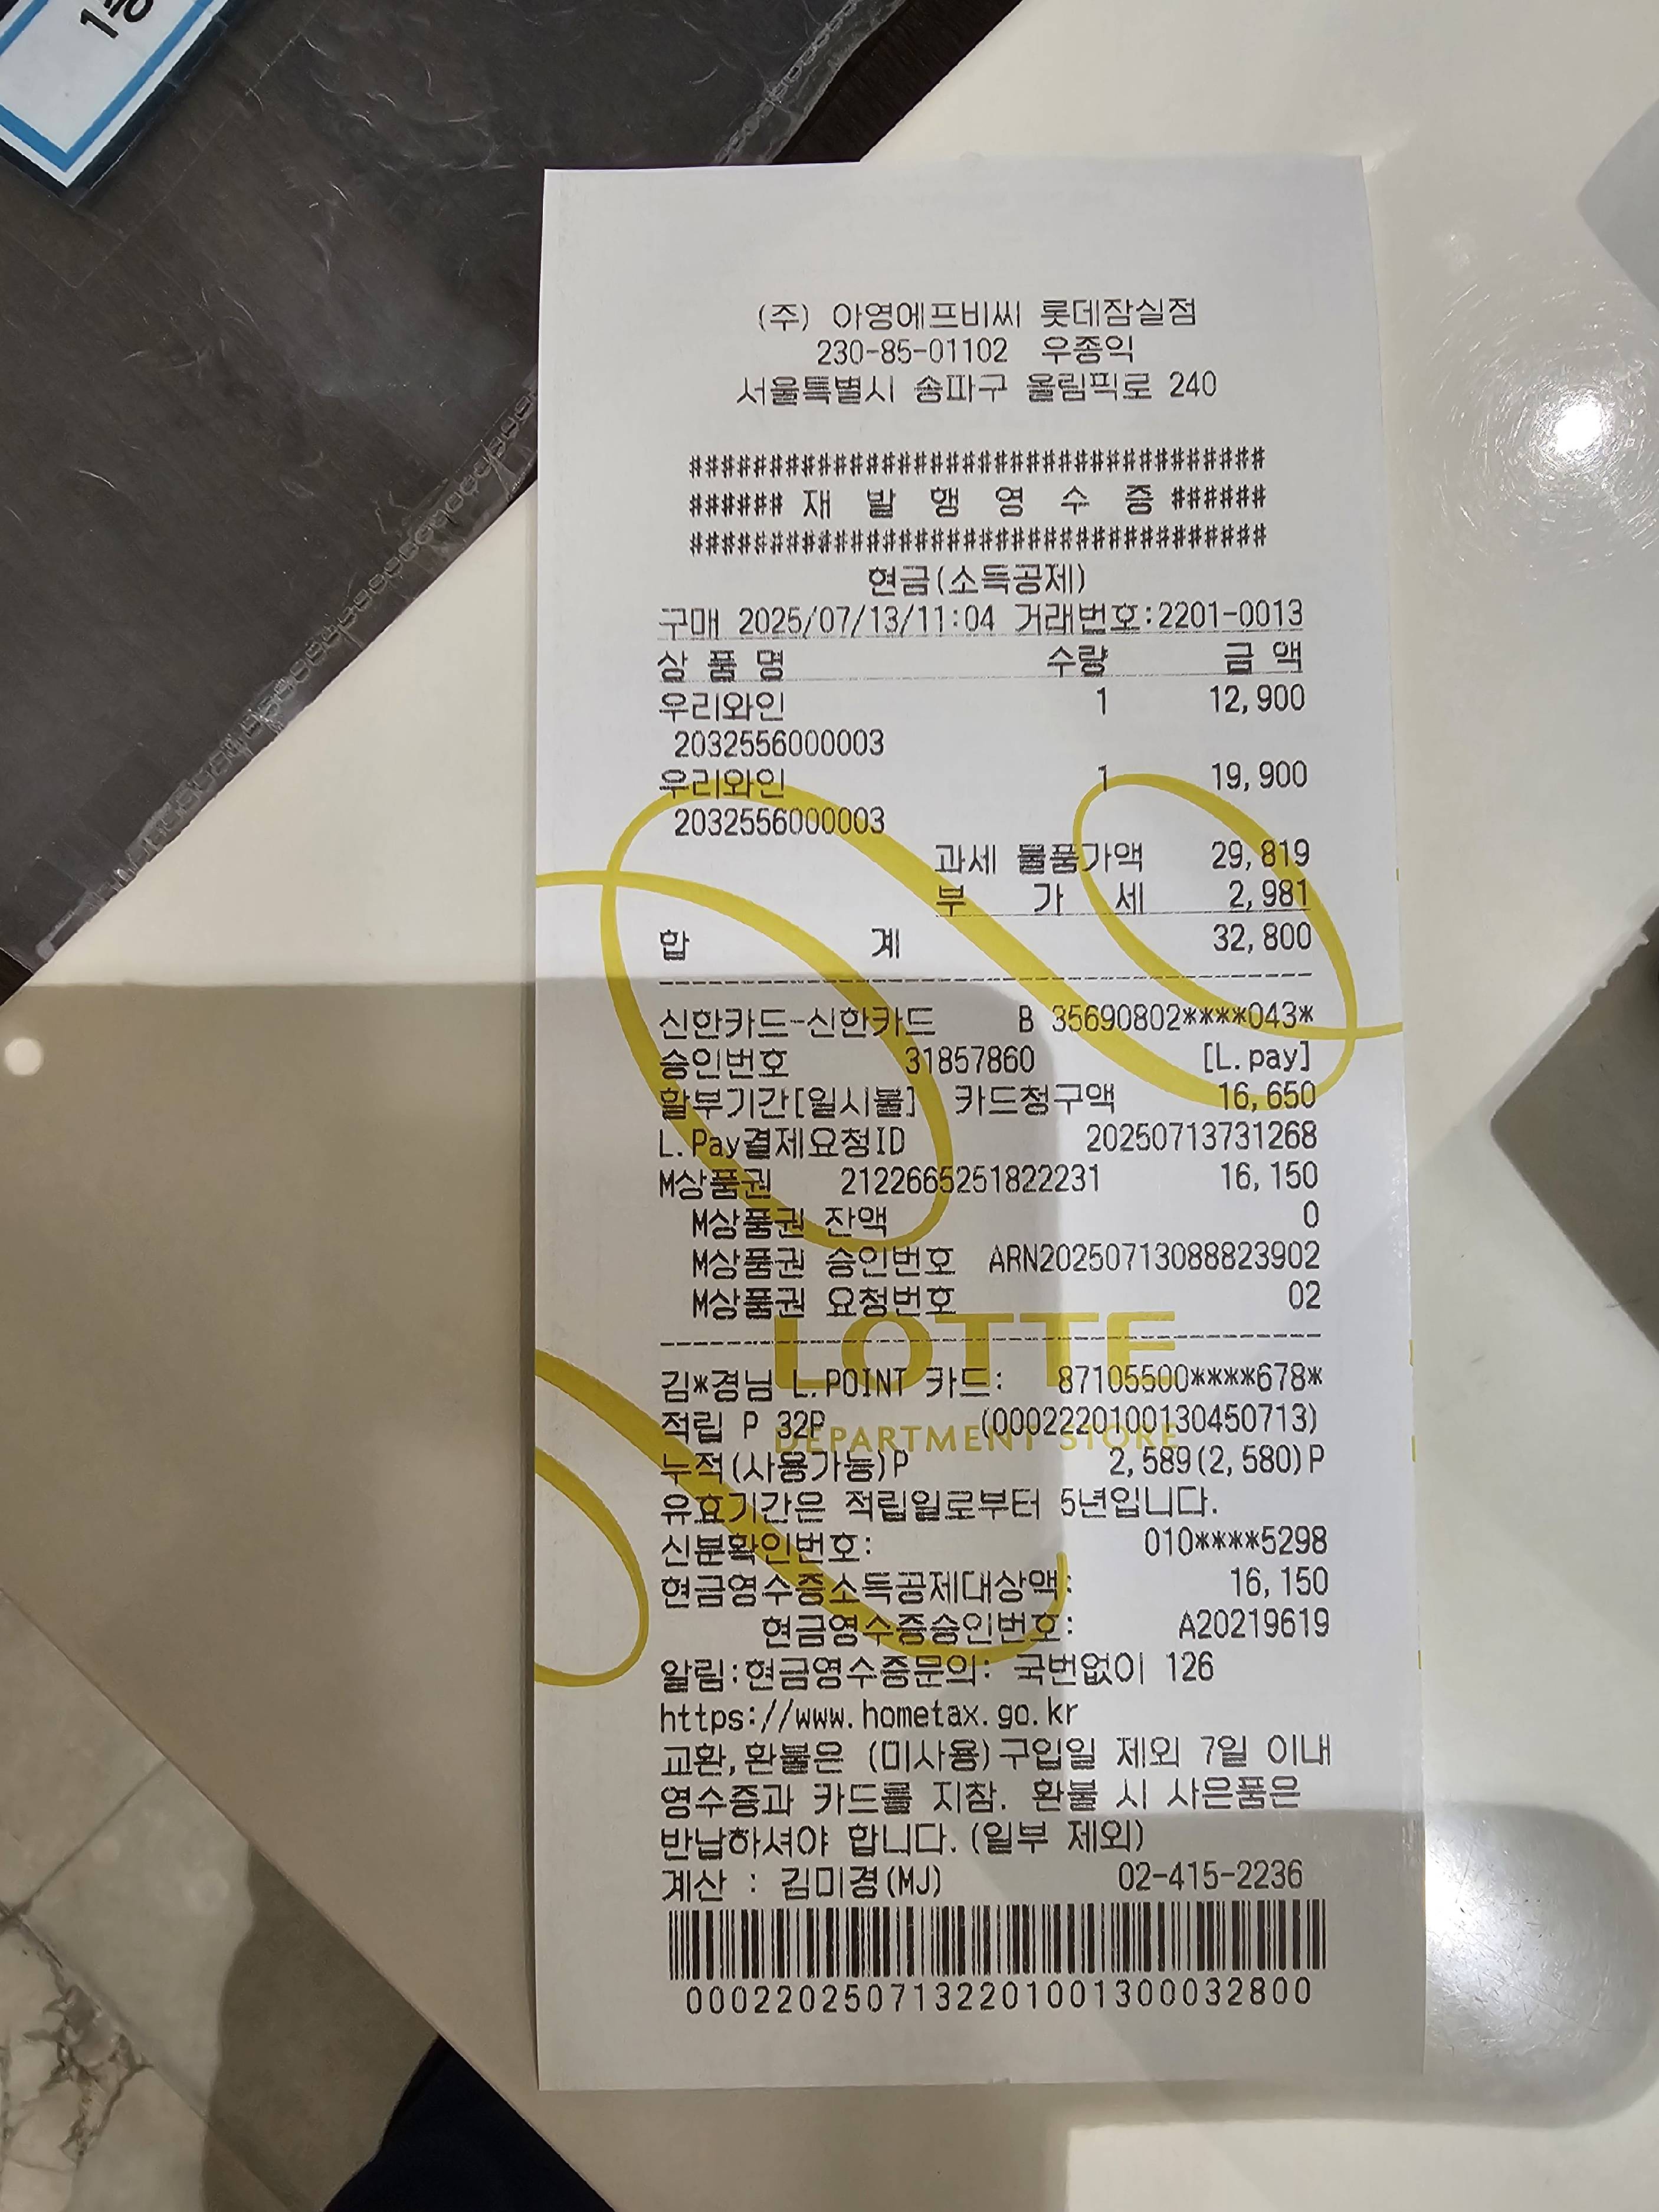 (주) 아영에프비씨 롯데잠실점
230-85-01102 우종익
서울특별시 송파구 올림픽로 240
####################################
###### 재 발 행 영 수 증 ######
####################################
현금(소득공제)
구매 2025/07/13/11:04 거래번호:2201-0013
상 품 명 수량 금 액
우리와인 1 12,900
2032556000003
우리와인 1 19,900
2032556000003
과세 물품가액 29,819
부 가 세 2,981
합 계 32,800
신한카드-신한카드 B 35690802****043*
승인번호 31857860 [L.pay]
할부기간[일시불] 카드청구액 16,650
L.Pay결제요청ID 20250713731268
M상품권 2122665251822231 16,150
M상품권 잔액 0
M상품권 승인번호 ARN20250713088823902
M상품권 요청번호 02
LOTTE
김*경님 L.POINT 카드: 87105500****678*
적립 P 32P (0002220100130450713)
DEPARTMENT STORE
누적(사용가능)P 2,589(2,580)P
유효기간은 적립일로부터 5년입니다.
신분확인번호: 010****5298
현금영수증소득공제대상액: 16,150
현금영수증승인번호: A20219619
알림:현금영수증문의: 국번없이 126
https://www.hometax.go.kr
교환,환불은 (미사용)구입일 제외 7일 이내
영수증과 카드를 지참. 환불 시 사은품은
반납하셔야 합니다.(일부 제외)
계산 : 김미경(MJ) 02-415-2236
0002202507132201001300032800